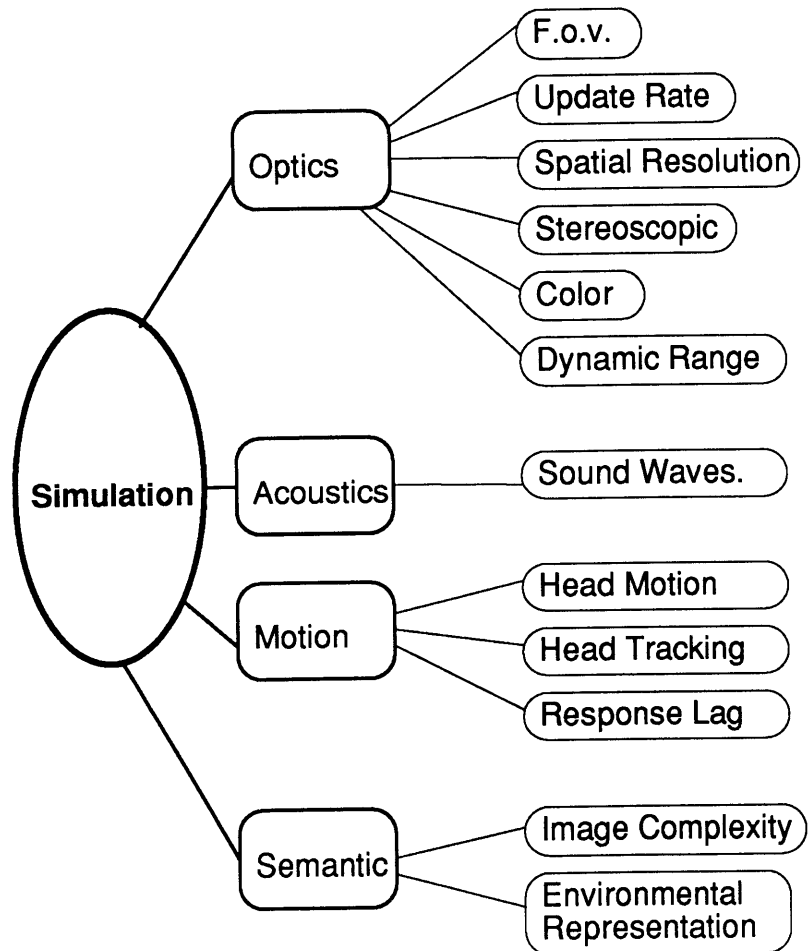 F.o.v.
Update Rate
Optics
Spatial Resolution
Stereoscopic
Color
Dynamic Range
Simulation
Acoustics
Sound Waves.
Head Motion
Motion
Head Tracking
Response Lag
Image Complexity
Semantic
Environmental
Representation